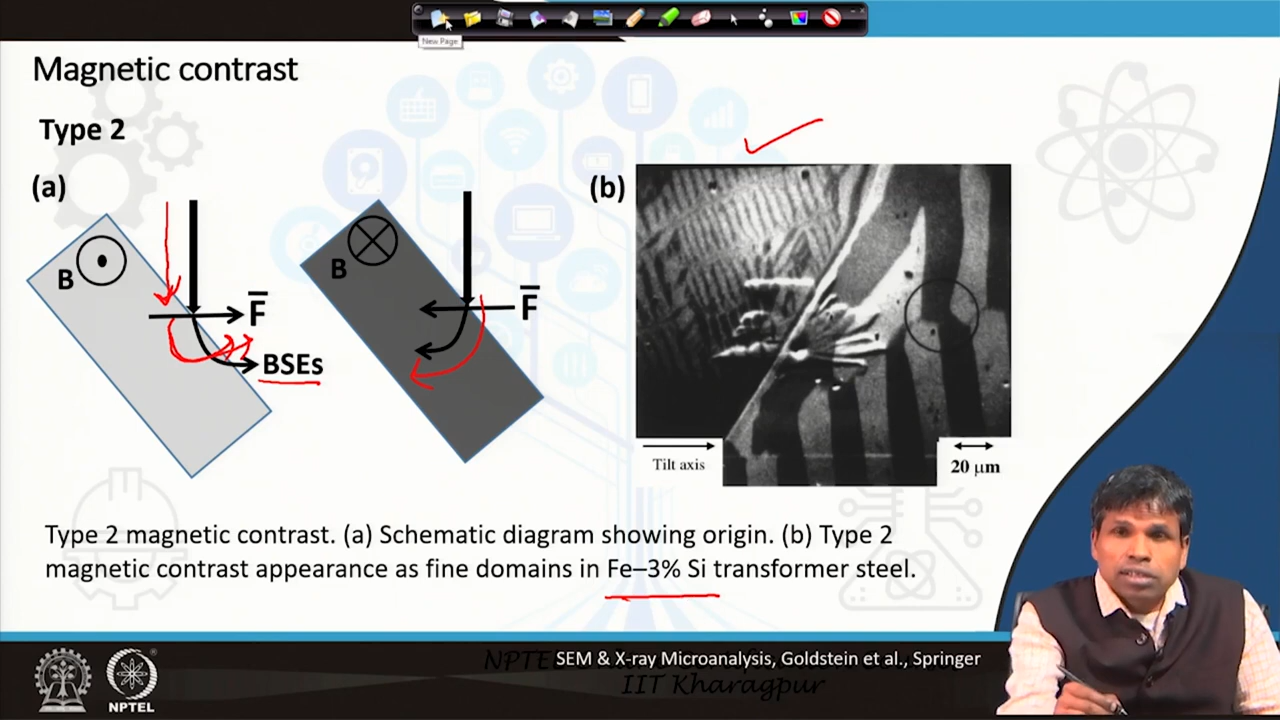 New Page
Magnetic contrast
Type 2
(a)
B
F
BSEs
B
F
(b)
Tilt axis
20 μm
Type 2 magnetic contrast. (a) Schematic diagram showing origin. (b) Type 2
magnetic contrast appearance as fine domains in Fe–3% Si transformer steel.
SEM & X-ray Microanalysis, Goldstein et al., Springer
IIT Kharagpur
NPTEL